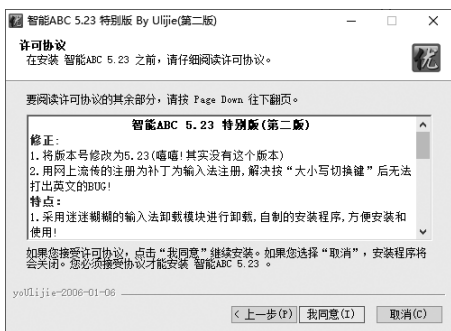 智能ABC 5.23 特别版 By Ulijie(第二版)
许可协议
在安装 智能ABC 5.23 之前，请仔细阅读许可协议。
优
要阅读许可协议的其余部分，请按 Page Down 往下翻页。
智能ABC 5.23 特别版(第二版)
修正:
1.将版本号修改为5.23(嘻嘻!其实没有这个版本)
2.用网上流传的注册为补丁为输入法注册,解决按“大小写切换键”后无法
打出英文的BUG!
特点:
1.采用迷迷糊糊的输入法卸载模块进行卸载,自制的安装程序,方便安装和
使用!
如果您接受许可协议，点击“我同意”继续安装。如果您选择“取消”，安装程序将
会关闭。您必须接受协议才能安装 智能ABC 5.23 。
yoUlijie-2006-01-06
< 上一步(P) 我同意(I) 取消(C)